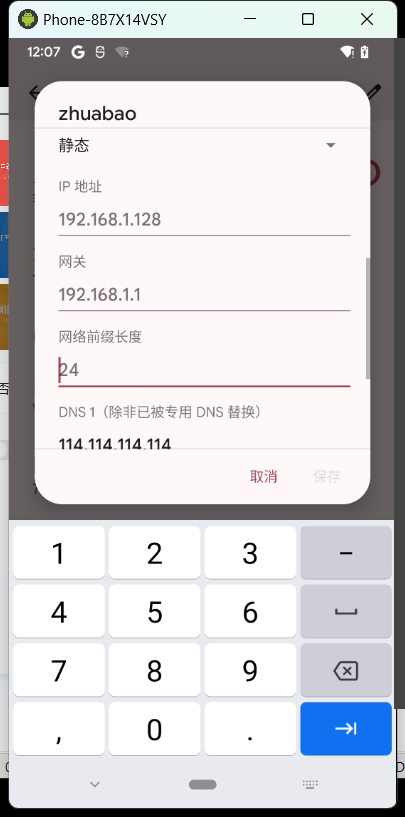 Phone-8B7X14VSY
12:07
zhuabao
静态
IP 地址
192.168.1.128
网关
192.168.1.1
网络前缀长度
24
DNS 1（除非已被专用 DNS 替换）
114.114.114.114
取消
保存
1
2
3
-
4
5
6
7
8
9
,
0
.